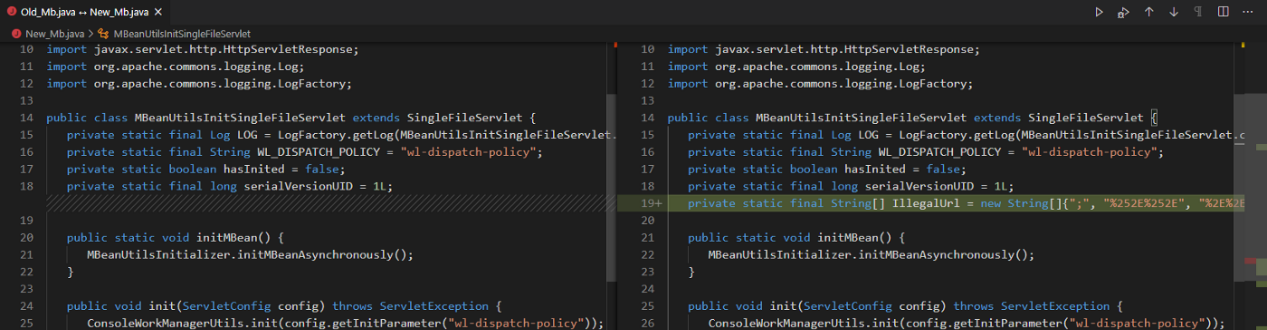 Old_Mb.java ↔ New_Mb.java
New_Mb.java > MBeanUtilsInitSingleFileServlet
10 import javax.servlet.http.HttpServletResponse;
11 import org.apache.commons.logging.Log;
12 import org.apache.commons.logging.LogFactory;
13
14 public class MBeanUtilsInitSingleFileServlet extends SingleFileServlet {
15 private static final Log LOG = LogFactory.getLog(MBeanUtilsInitSingleFileServlet.
16 private static final String WL_DISPATCH_POLICY = "wl-dispatch-policy";
17 private static boolean hasInited = false;
18 private static final long serialVersionUID = 1L;
19
20 public static void initMBean() {
21 MBeanUtilsInitializer.initMBeanAsynchronously();
22 }
23
24 public void init(ServletConfig config) throws ServletException {
25 ConsoleWorkManagerUtils.init(config.getInitParameter("wl-dispatch-policy"));
10 import javax.servlet.http.HttpServletResponse;
11 import org.apache.commons.logging.Log;
12 import org.apache.commons.logging.LogFactory;
13
14 public class MBeanUtilsInitSingleFileServlet extends SingleFileServlet {
15 private static final Log LOG = LogFactory.getLog(MBeanUtilsInitSingleFileServlet.c
16 private static final String WL_DISPATCH_POLICY = "wl-dispatch-policy";
17 private static boolean hasInited = false;
18 private static final long serialVersionUID = 1L;
19+ private static final String[] IllegalUrl = new String[]{";", "%252E%252E", "%2E%2E
20
21 public static void initMBean() {
22 MBeanUtilsInitializer.initMBeanAsynchronously();
23 }
24
25 public void init(ServletConfig config) throws ServletException {
26 ConsoleWorkManagerUtils.init(config.getInitParameter("wl-dispatch-policy"));